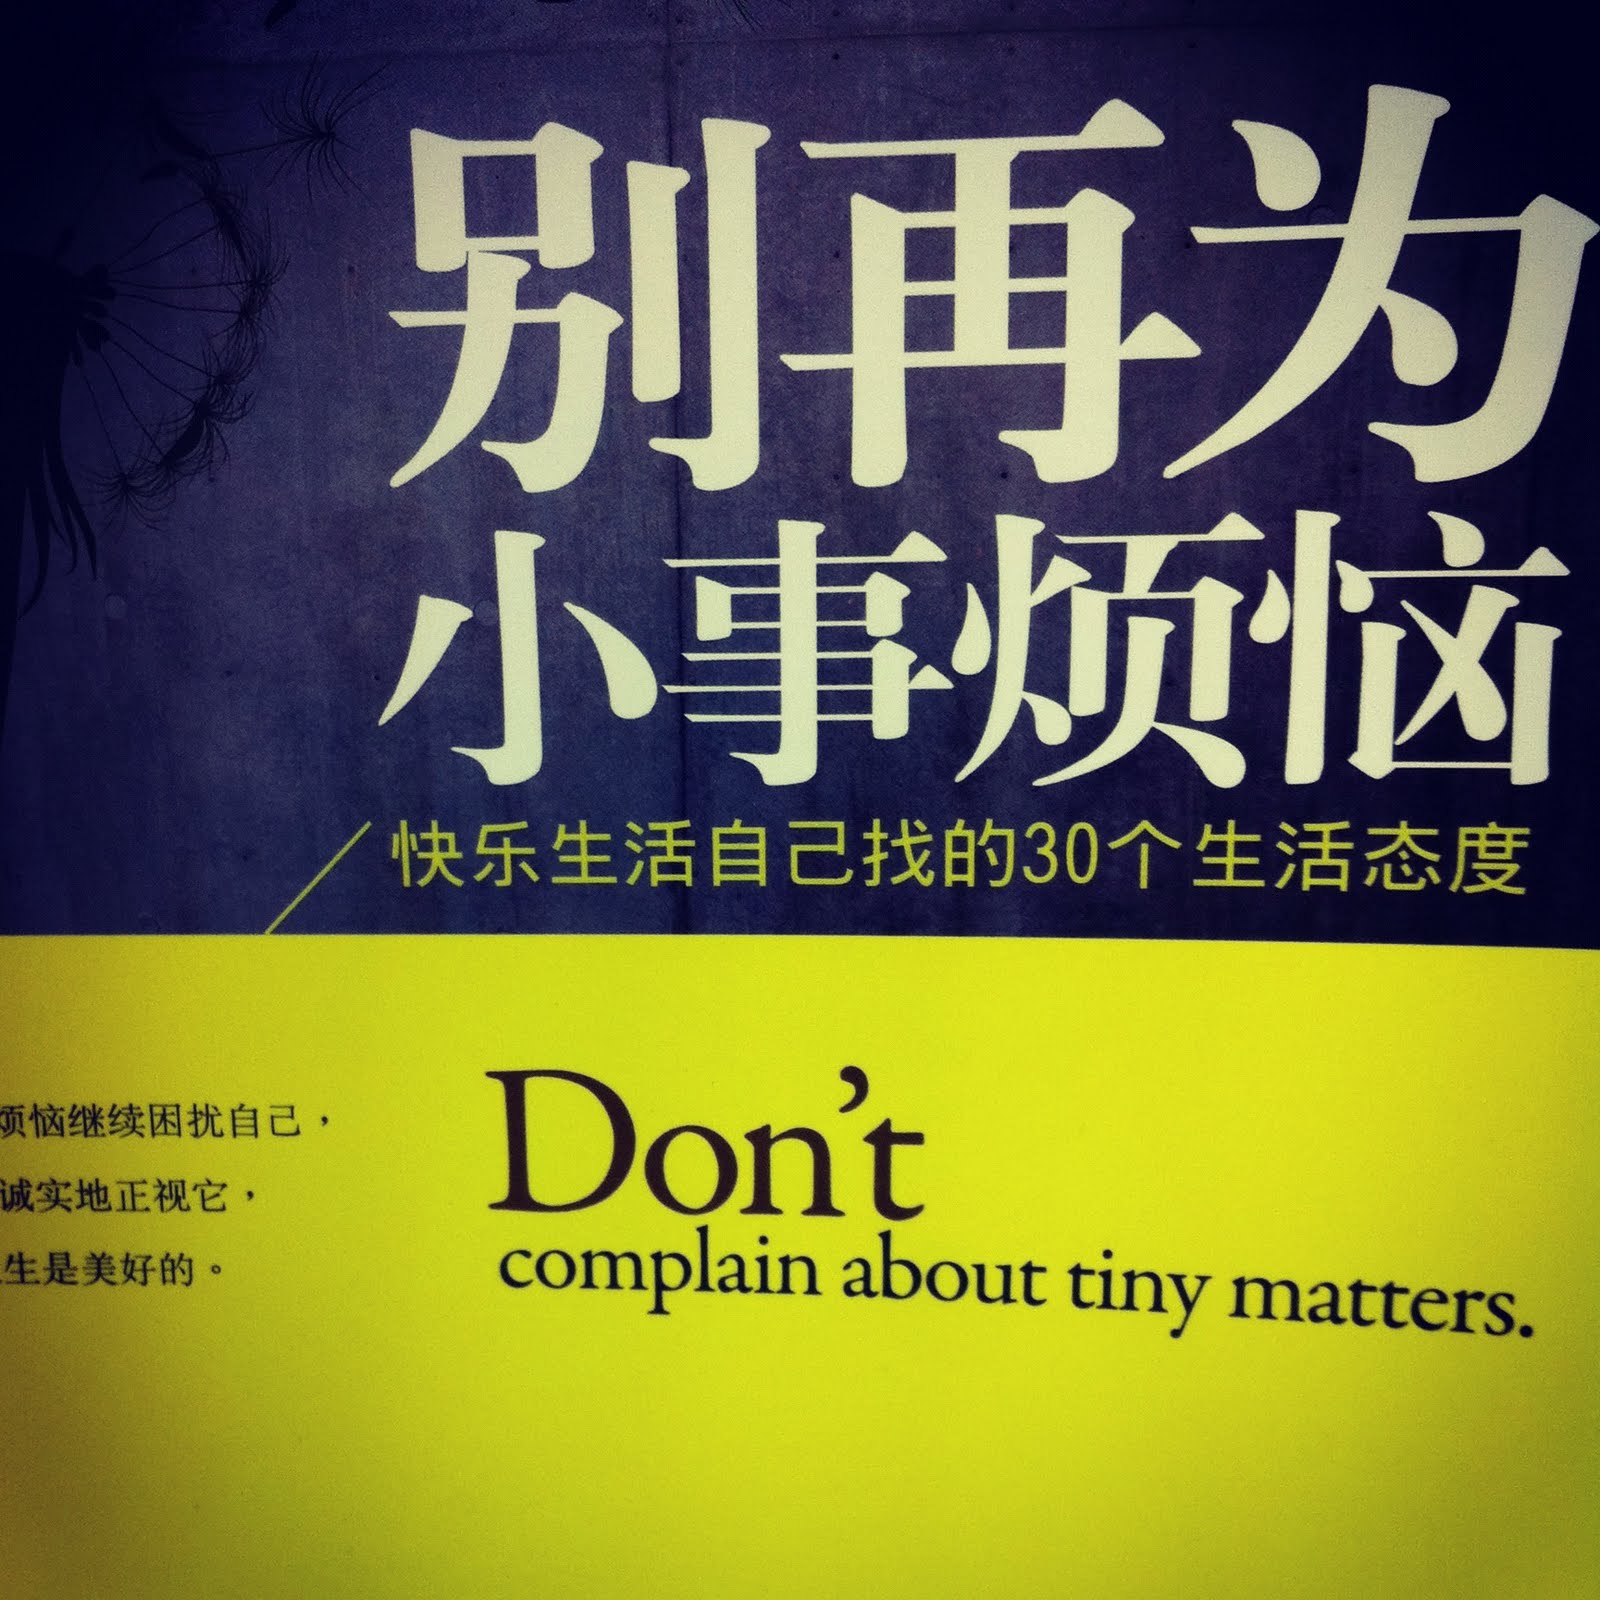 别再为
小事烦恼
快乐生活自己找的30个生活态度
烦恼继续困扰自己，
诚实地正视它，
生是美好的。
Don't
complain about tiny matters.